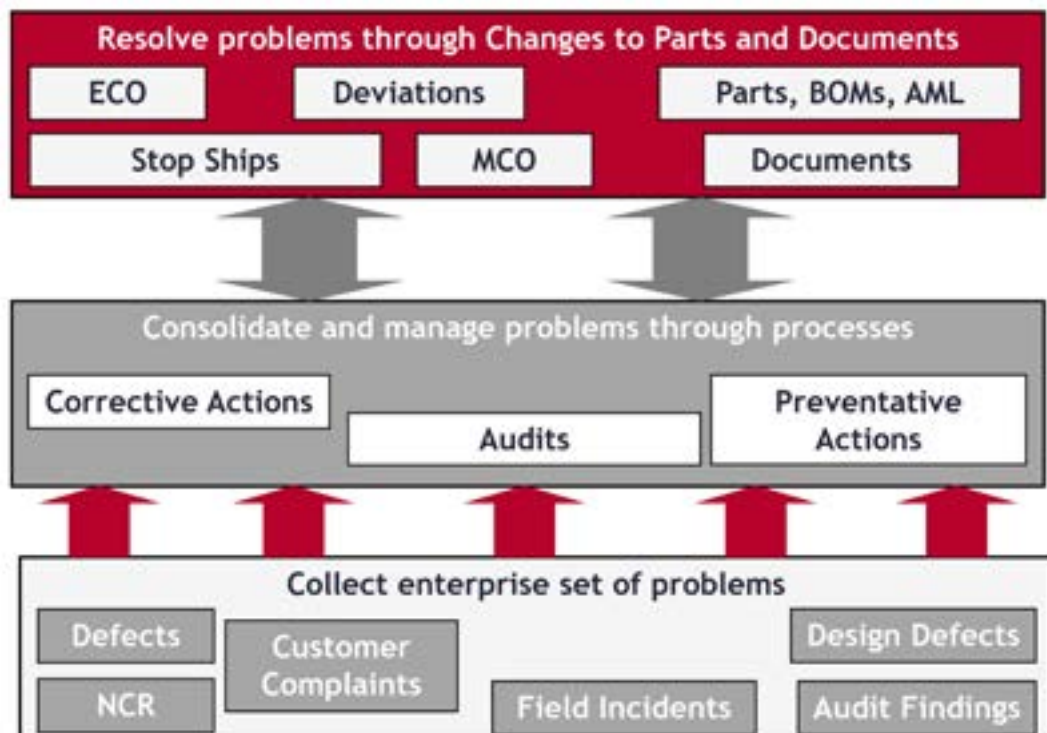 Resolve problems through Changes to Parts and Documents
ECO
Deviations
Parts, BOMs, AML
Stop Ships
MCO
Documents
Consolidate and manage problems through processes
Corrective Actions
Audits
Preventative
Actions
Collect enterprise set of problems
Defects
Customer
Complaints
Design Defects
NCR
Field Incidents
Audit Findings